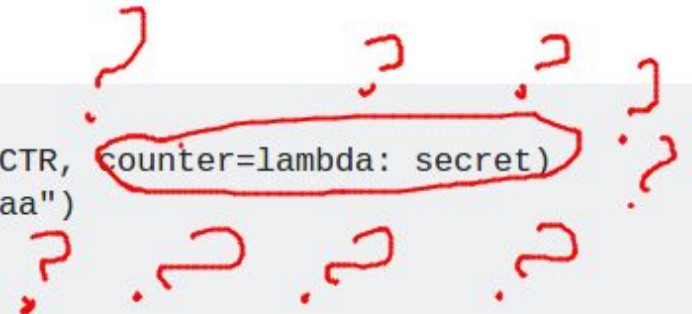 CTR, counter=lambda: secret)
aa")
? ? ? ?
?
? ? ? ?